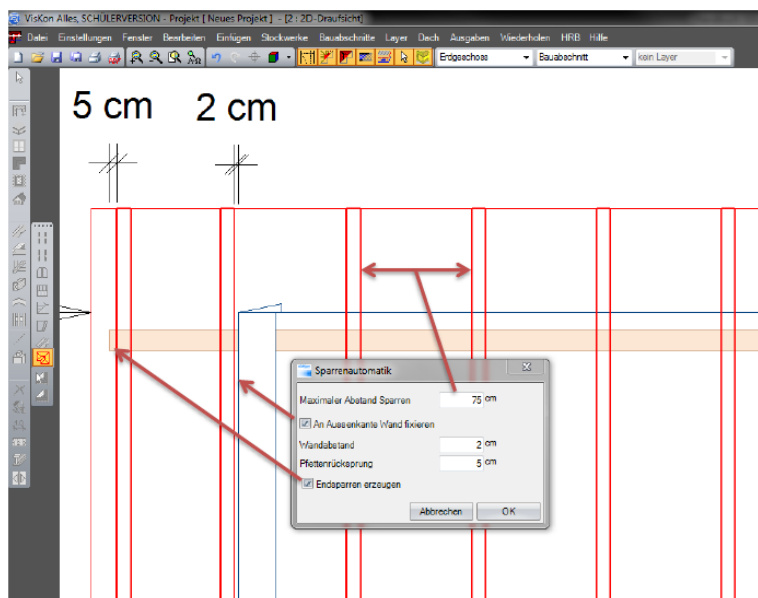 VisKon Alles, SCHÜLERVERSION - Projekt [ Neues Projekt ] - [2 : 2D-Draufsicht]
Datei Einstellungen Fenster Bearbeiten Einfügen Stockwerke Bauabschnitte Layer Dach Ausgaben Wiederholen HRB Hilfe
Erdgeschoss Bauabschnitt kein Layer
5 cm 2 cm
Sparrenautomatik
Maximaler Abstand Sparren 75 cm
An Aussenkante Wand fixieren
Wandabstand 2 cm
Pfettenrücksprung 5 cm
Endsparren erzeugen
Abbrechen OK